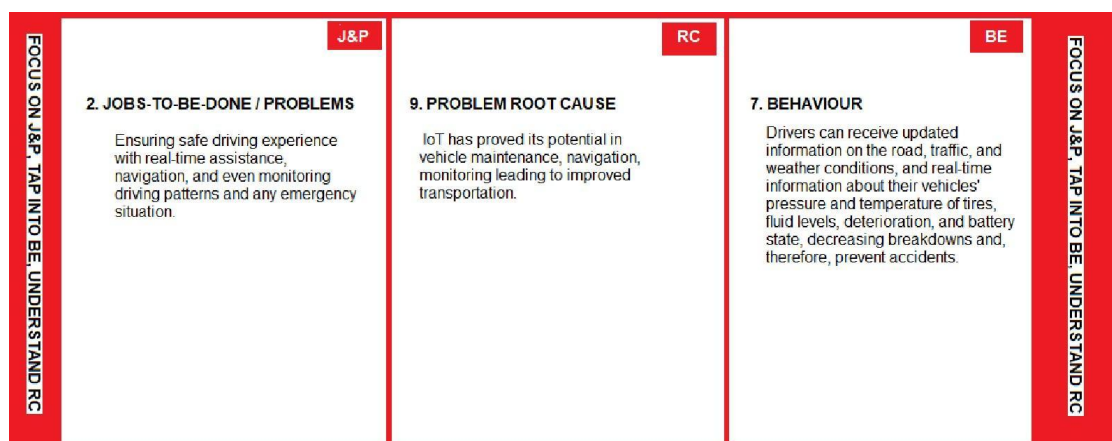 FOCUS ON J&P, TAP INTO BE, UNDERSTAND RC
J&P
2. JOBS-TO-BE-DONE / PROBLEMS
Ensuring safe driving experience
with real-time assistance,
navigation, and even monitoring
driving patterns and any emergency
situation.
RC
9. PROBLEM ROOT CAUSE
IoT has proved its potential in
vehicle maintenance, navigation,
monitoring leading to improved
transportation.
BE
7. BEHAVIOUR
Drivers can receive updated
information on the road, traffic, and
weather conditions, and real-time
information about their vehicles'
pressure and temperature of tires,
fluid levels, deterioration, and battery
state, decreasing breakdowns and,
therefore, prevent accidents.
FOCUS ON J&P, TAP INTO BE, UNDERSTAND RC